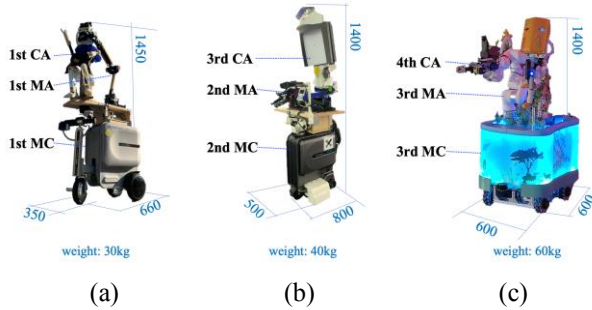 1st CA
1st MA
1st MC
1450
350
660
weight: 30kg
(a)
3rd CA
2nd MA
2nd MC
1400
500
800
weight: 40kg
(b)
4th CA
3rd MA
3rd MC
1400
600
600
weight: 60kg
(c)